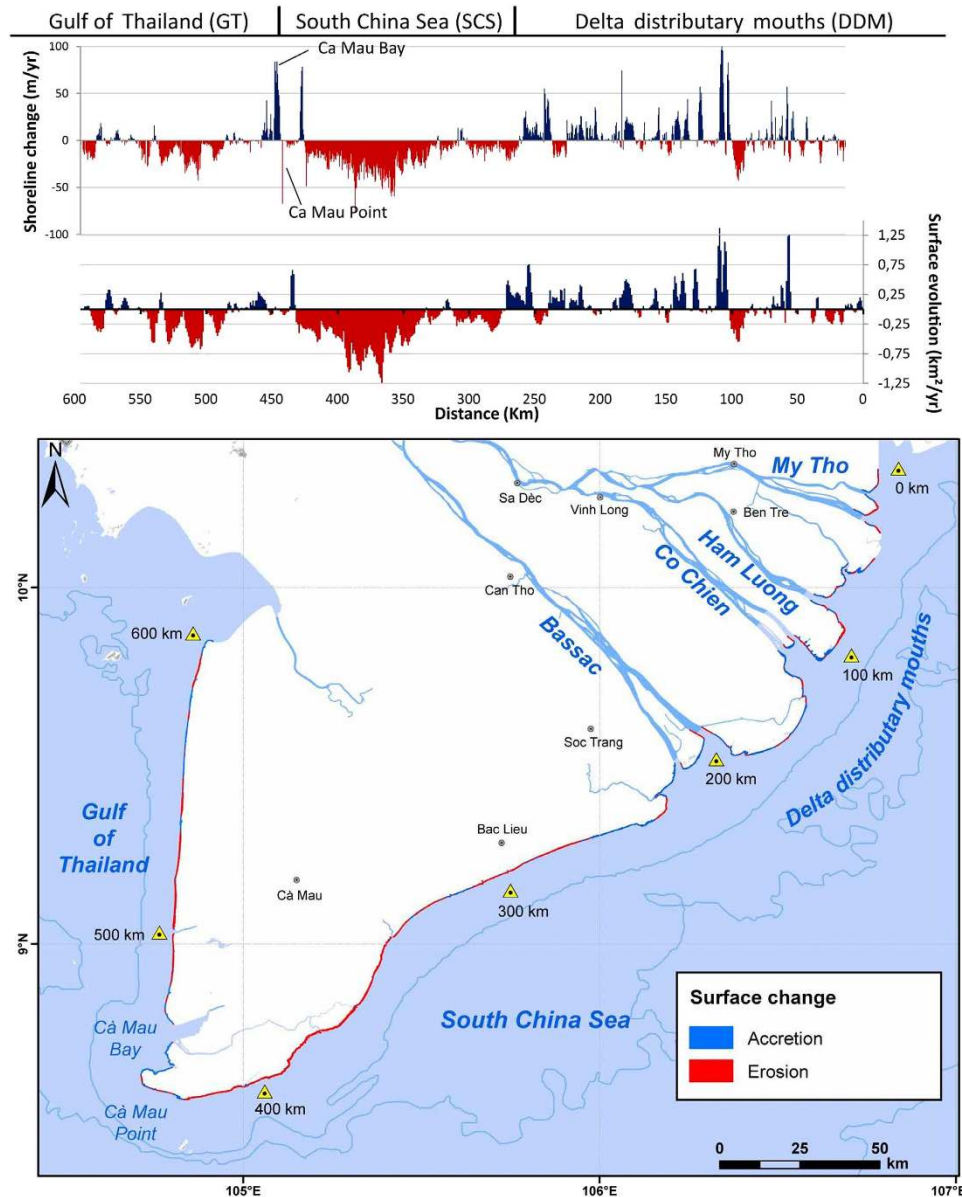 Gulf of Thailand (GT) South China Sea (SCS) Delta distributary mouths (DDM)
Ca Mau Bay
Ca Mau Point
Shoreline change (m/yr)
100
50
0
-50
-100
Surface evolution (km²/yr)
1,25
0,75
0,25
-0,25
-0,75
-1,25
600 550 500 450 400 350 300 250 200 150 100 50 0
Distance (Km)
N
My Tho
My Tho
0 km
Sa Dèc
Vinh Long
Ben Tre
Ham Luong
Co Chien
Can Tho
Bassac
10°N
600 km
100 km
Soc Trang
200 km
Delta distributary mouths
Gulf
of
Thailand
Bac Lieu
Cà Mau
300 km
500 km
9°N
Cà Mau
Bay
South China Sea
Cà Mau
Point
400 km
Surface change
Accretion
Erosion
0 25 50
km
105°E 106°E 107°E